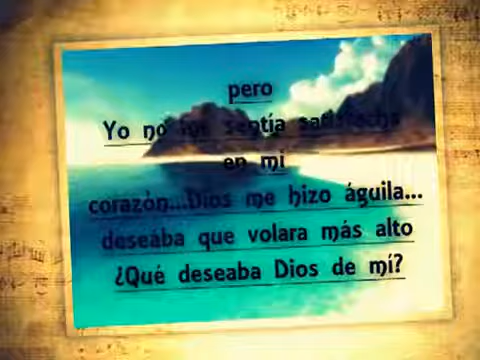 pero
Yo no me sentía satisfecha
en mi
corazón...Dios me hizo águila...
deseaba que volara más alto
¿Qué deseaba Dios de mí?